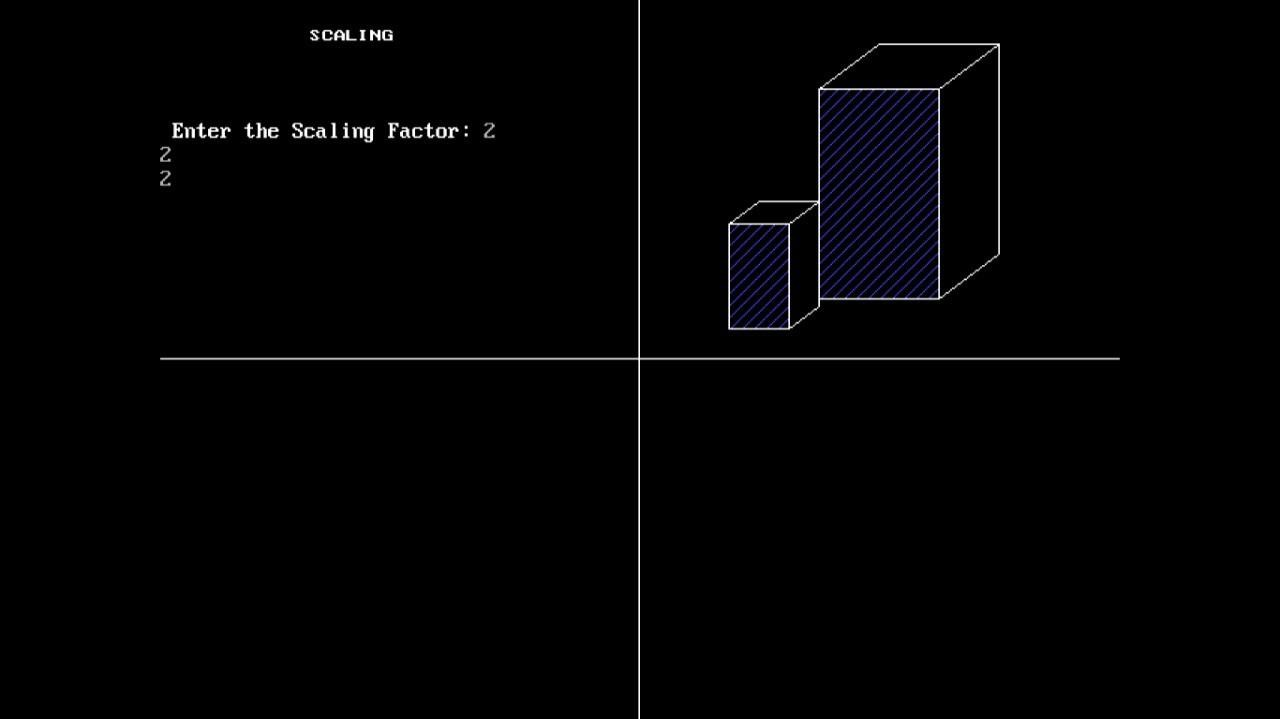 SCALING
Enter the Scaling Factor: 2
2
2